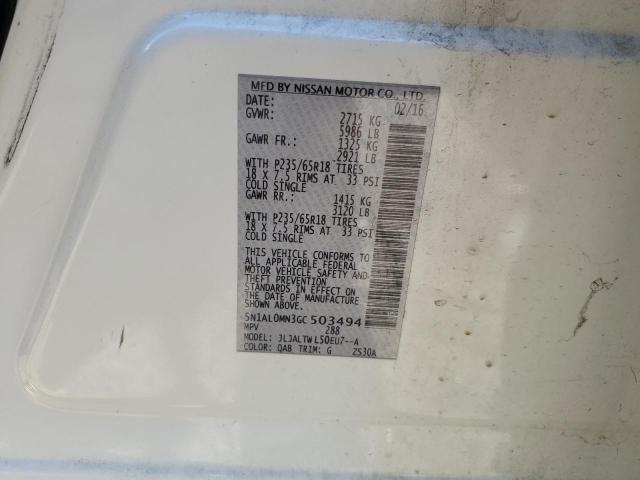 MFD BY NISSAN MOTOR CO., LTD.
DATE: 02/16
GVWR: 2715 KG
5986 LB
GAWR FR.: 1325 KG
2921 LB
WITH P235/65R18 TIRES
18 X 7.5 RIMS AT 33 PSI
COLD SINGLE
GAWR RR.: 1415 KG
3120 LB
WITH P235/65R18 TIRES
18 X 7.5 RIMS AT 33 PSI
COLD SINGLE
THIS VEHICLE CONFORMS TO
ALL APPLICABLE FEDERAL
MOTOR VEHICLE SAFETY AND
THEFT PREVENTION
STANDARDS IN EFFECT ON
THE DATE OF MANUFACTURE
SHOWN ABOVE.
5N1AL0MN3GC503494
MPV 288
MODEL: JLJALTWL50EU7--A
COLOR: QAB TRIM: G ZS30A